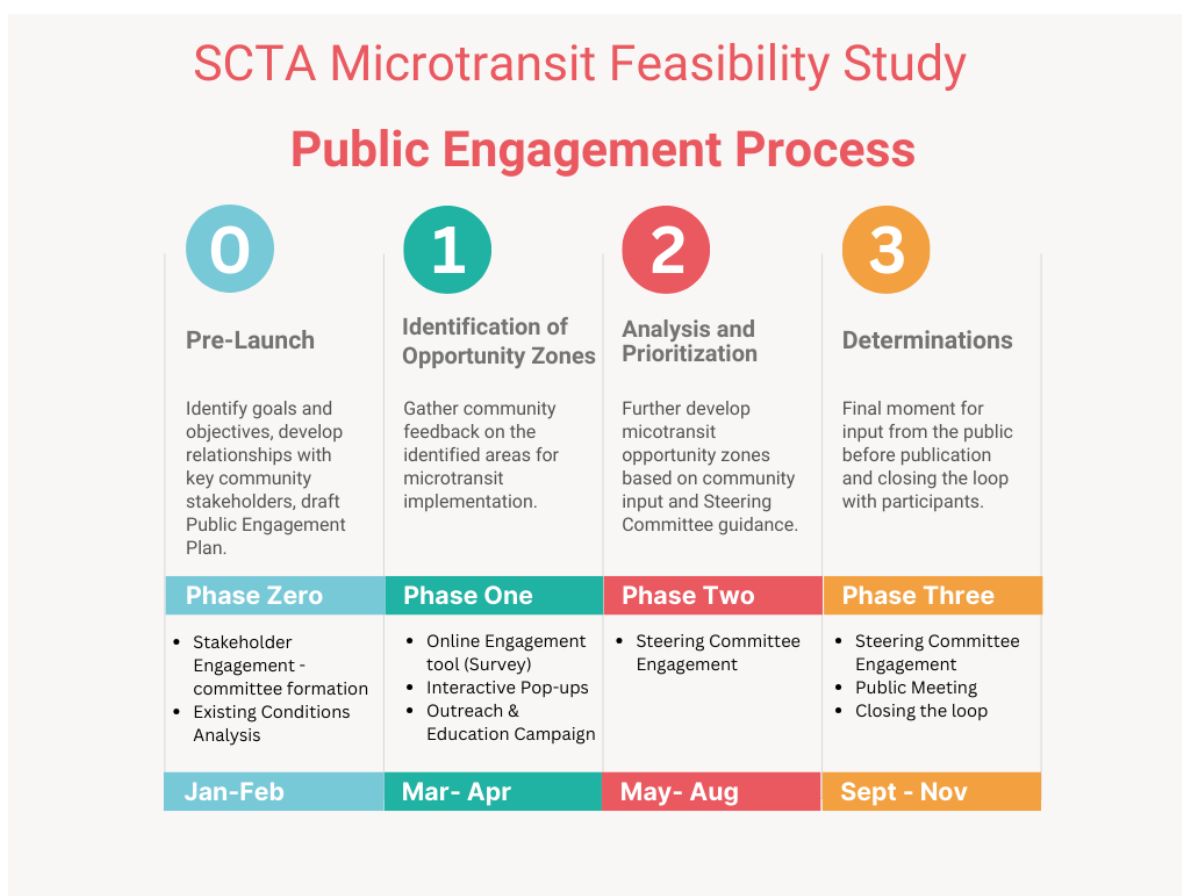 SCTA Microtransit Feasibility Study
Public Engagement Process
0
Pre-Launch
Identify goals and
objectives, develop
relationships with
key community
stakeholders, draft
Public Engagement
Plan.
Phase Zero
• Stakeholder
Engagement -
committee formation
• Existing Conditions
Analysis
Jan-Feb
1
Identification of
Opportunity Zones
Gather community
feedback on the
identified areas for
microtransit
implementation.
Phase One
• Online Engagement
tool (Survey)
• Interactive Pop-ups
• Outreach &
Education Campaign
Mar- Apr
2
Analysis and
Prioritization
Further develop
micotransit
opportunity zones
based on community
input and Steering
Committee guidance.
Phase Two
• Steering Committee
Engagement
May- Aug
3
Determinations
Final moment for
input from the public
before publication
and closing the loop
with participants.
Phase Three
• Steering Committee
Engagement
• Public Meeting
• Closing the loop
Sept - Nov